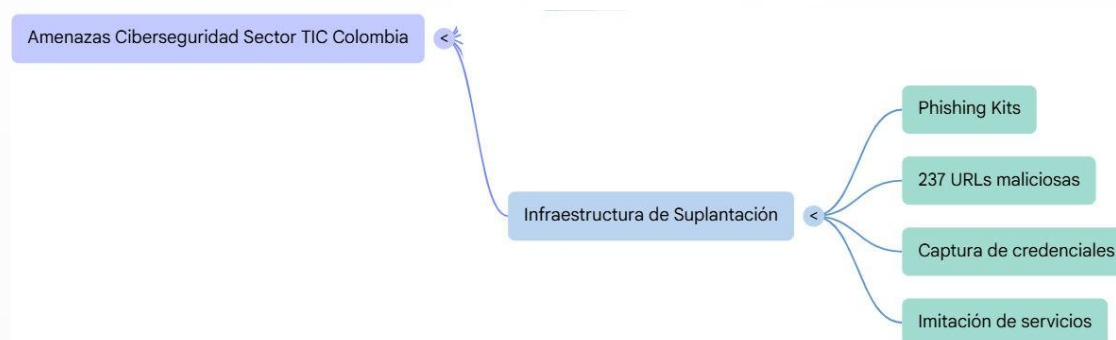 Amenazas Ciberseguridad Sector TIC Colombia
<
Infraestructura de Suplantación
<
Phishing Kits
237 URLs maliciosas
Captura de credenciales
Imitación de servicios